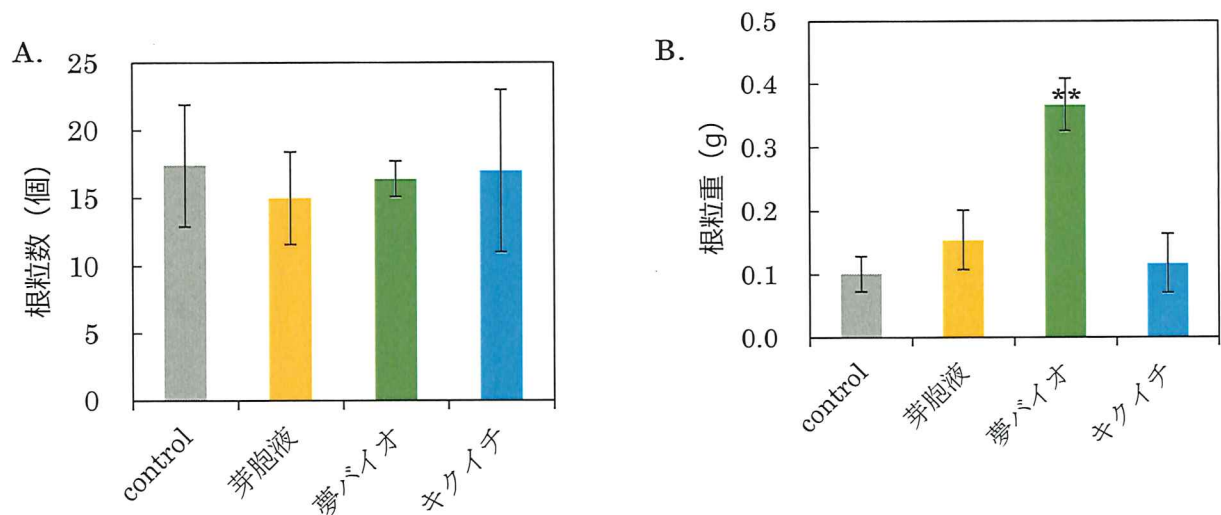 A.
根粒数 (個)
25
20
15
10
5
0
control
芽胞液
夢バイオ
キクイチ
B.
根粒重 (g)
0.5
0.4
0.3
0.2
0.1
0.0
**
control
芽胞液
夢バイオ
キクイチ